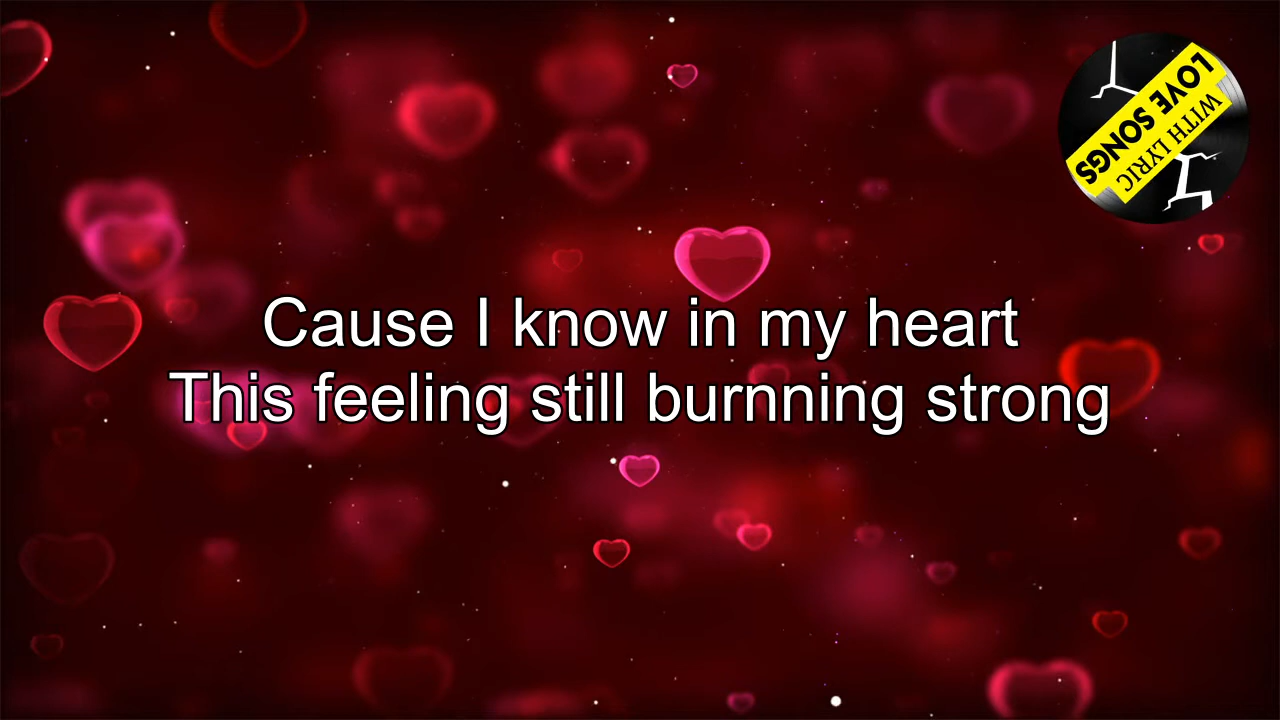 LOVE SONGS
WITH LYRIC
Cause I know in my heart
This feeling still burnning strong